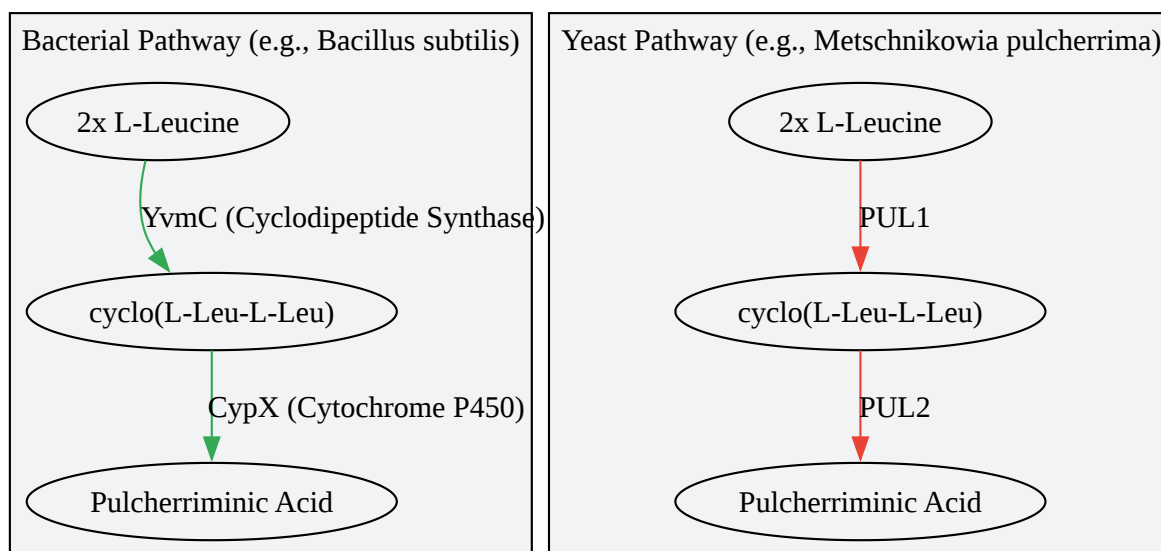 Bacterial Pathway (e.g., Bacillus subtilis)
2x L-Leucine
YvmC (Cyclodipeptide Synthase)
cyclo(L-Leu-L-Leu)
CypX (Cytochrome P450)
Pulcherriminic Acid
Yeast Pathway (e.g., Metschnikowia pulcherrima)
2x L-Leucine
PUL1
cyclo(L-Leu-L-Leu)
PUL2
Pulcherriminic Acid